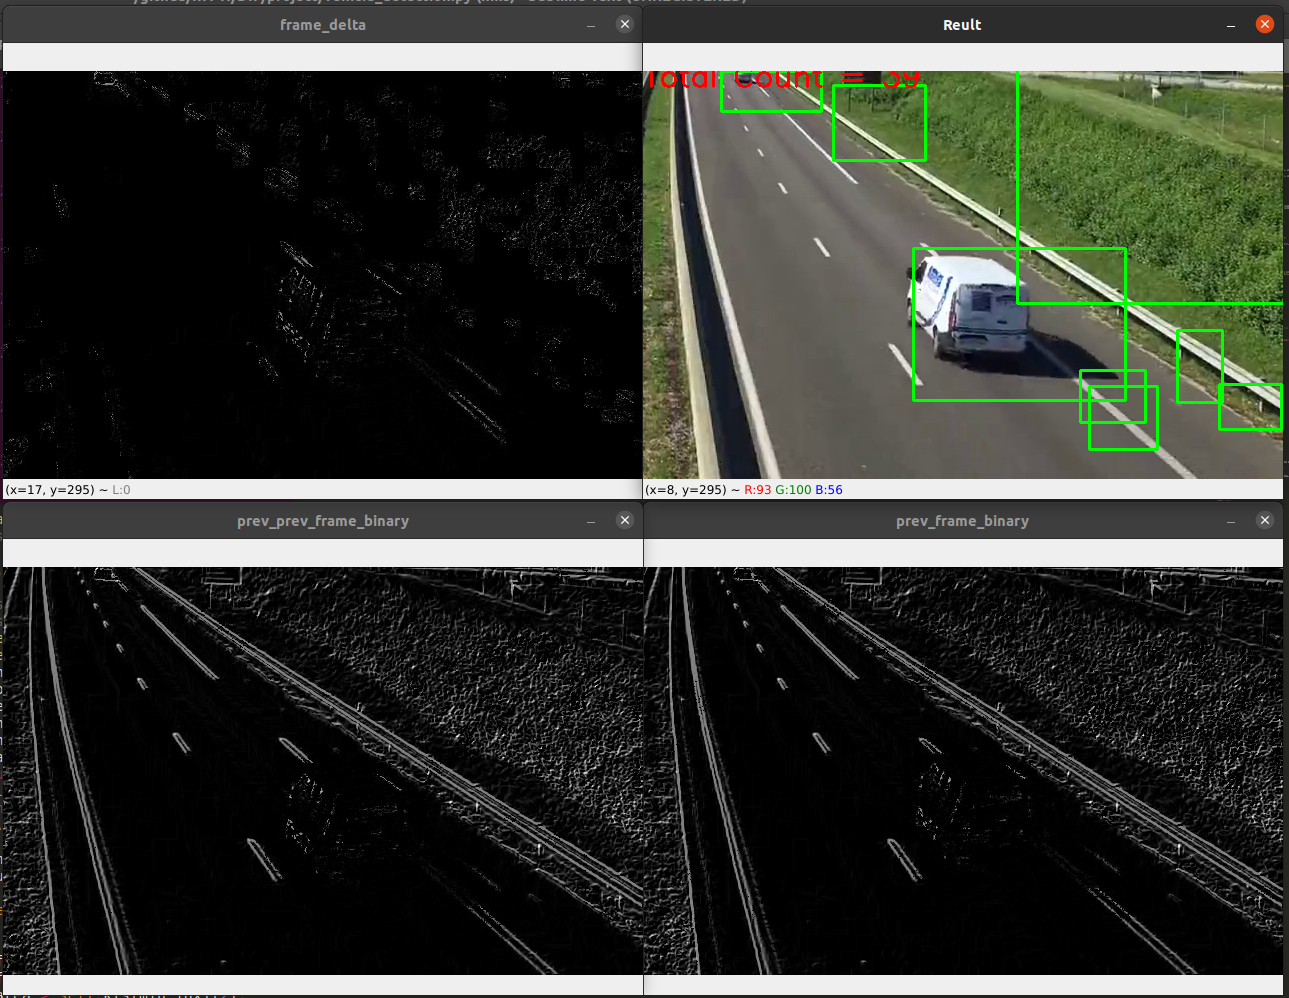 frame_delta
Reult
Total Count = 39
(x=17, y=295) ~ L:0
(x=8, y=295) ~ R:93 G:100 B:56
prev_prev_frame_binary
prev_frame_binary